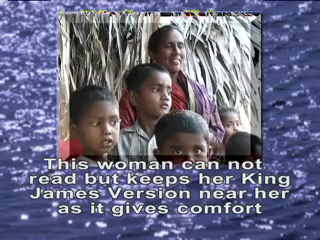 This woman can not
read but keeps her King
James Version near her
as it gives comfort